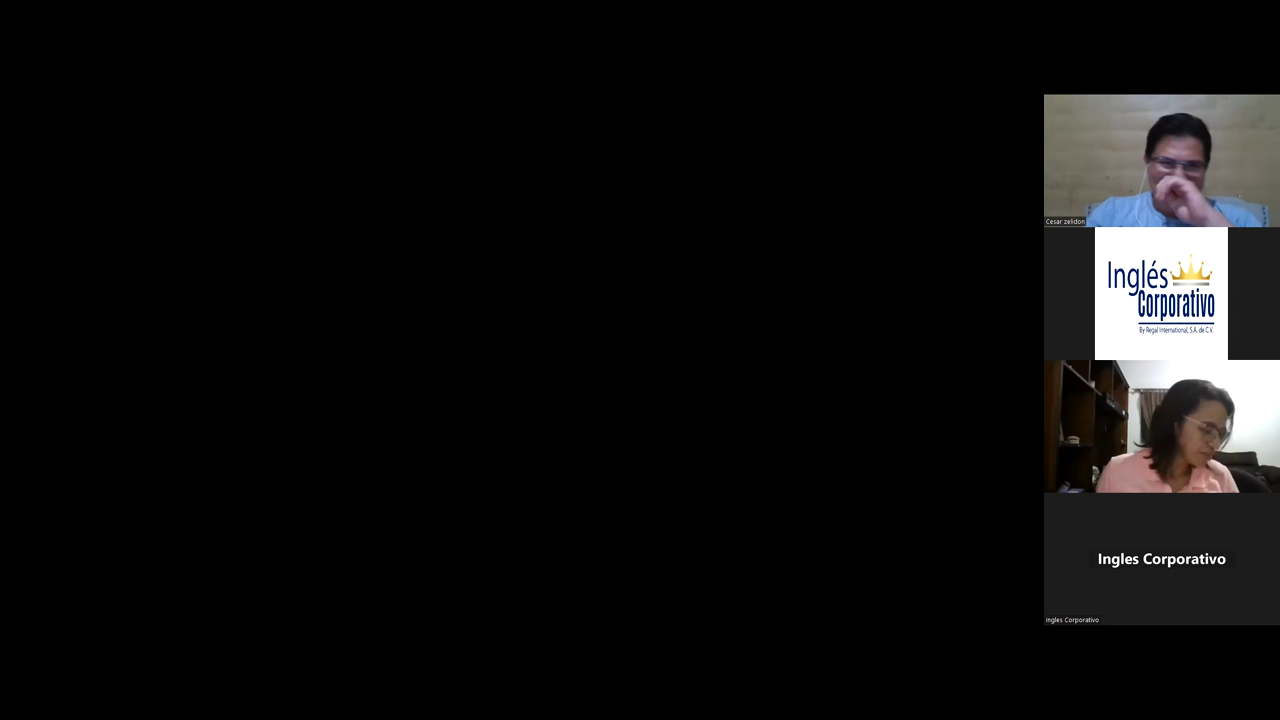 Cesar zelidon
Inglés
Corporativo
By Regal International, S.A. de C.V.
Ingles Corporativo
Ingles Corporativo